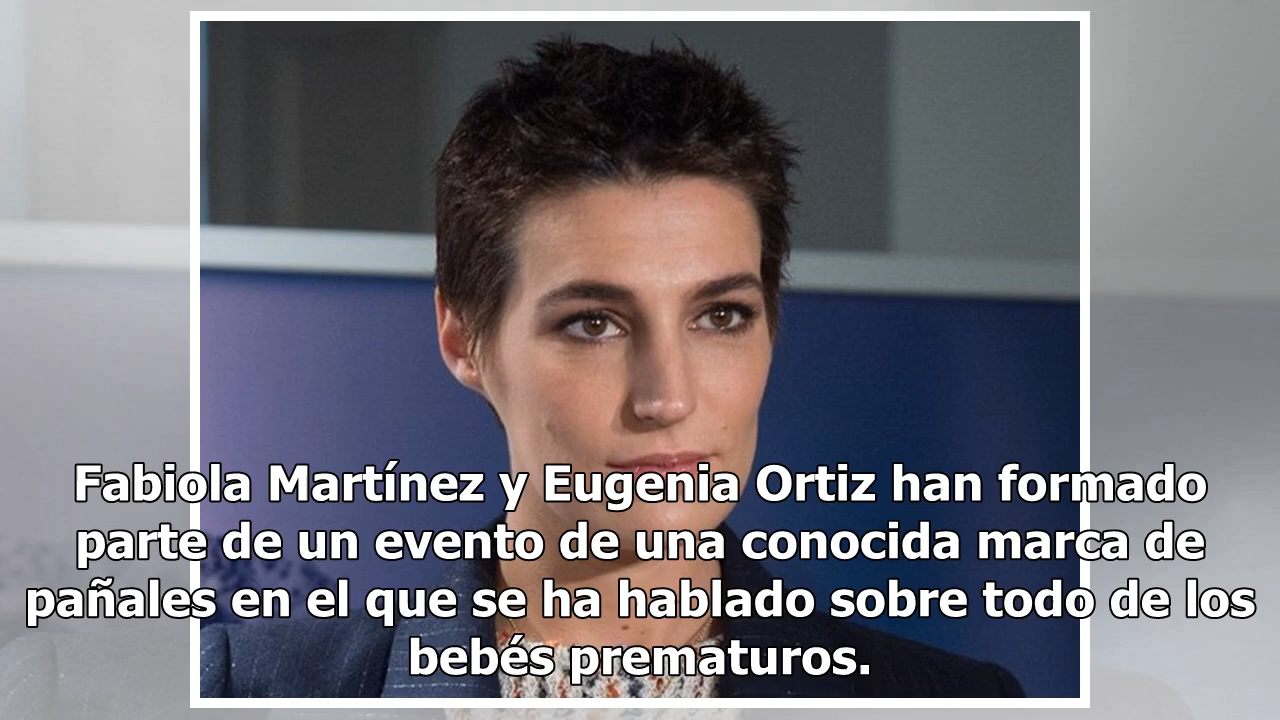 Fabiola Martínez y Eugenia Ortiz han formado
parte de un evento de una conocida marca de
pañales en el que se ha hablado sobre todo de los
bebés prematuros.